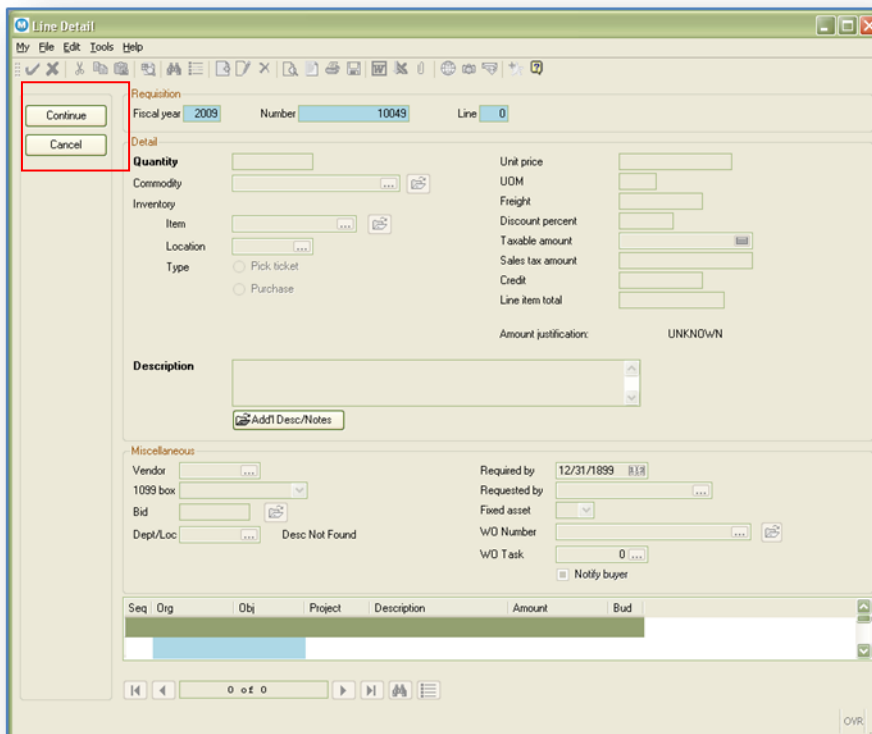 Line Detail
My File Edit Tools Help
Continue
Cancel
Requisition
Fiscal year 2009 Number 10049 Line 0
Detail
Quantity
Commodity ...
Inventory
Item ...
Location ...
Type Pick ticket
Purchase
Unit price
UOM
Freight
Discount percent
Taxable amount
Sales tax amount
Credit
Line item total
Amount justification: UNKNOWN
Description
Add'l Desc/Notes
Miscellaneous
Vendor ...
1099 box
Bid
Dept/Loc ... Desc Not Found
Required by 12/31/1899
Requested by ...
Fixed asset
WO Number ...
WO Task 0 ...
Notify buyer
Seq Org Obj Project Description Amount Bud
0 of 0
OVR